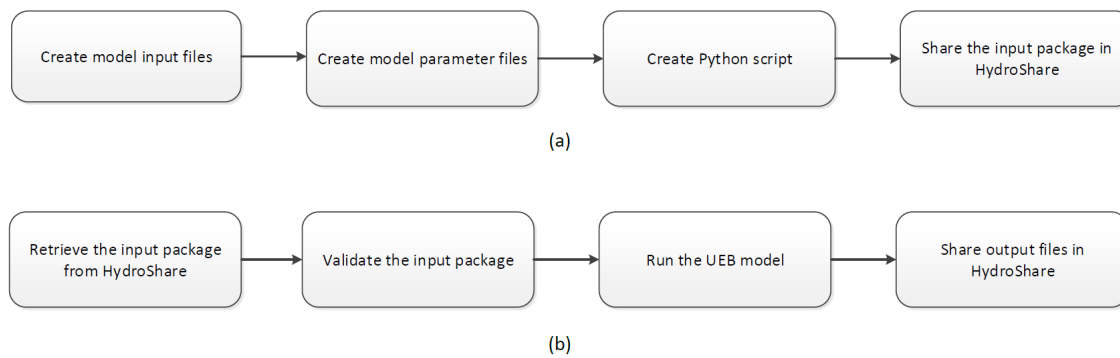 Create model input files
Create model parameter files
Create Python script
Share the input package in
HydroShare
(a)
Retrieve the input package
from HydroShare
Validate the input package
Run the UEB model
Share output files in
HydroShare
(b)